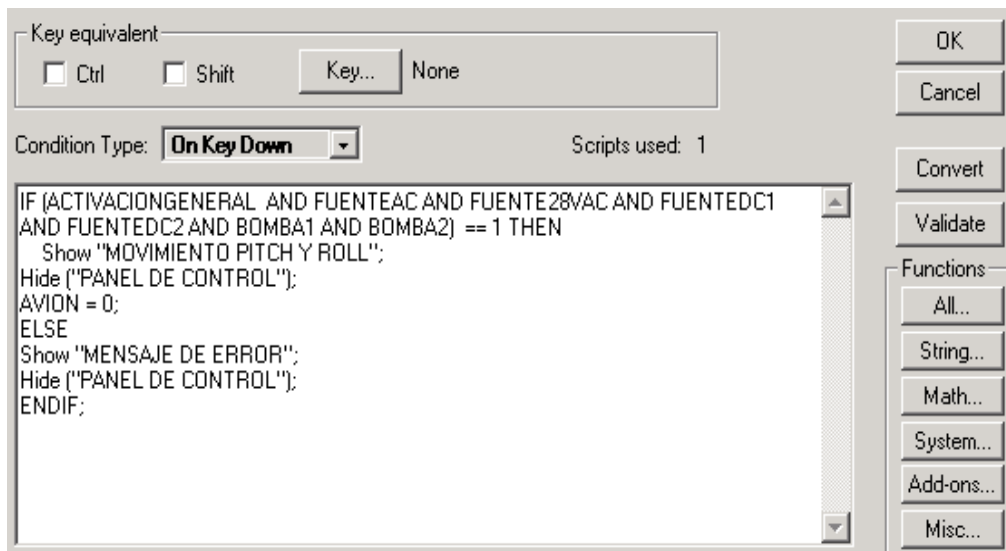 Key equivalent
Ctrl Shift Key... None
OK
Cancel
Condition Type: On Key Down Scripts used: 1
Convert
Validate
IF (ACTIVACIONGENERAL  AND FUENTEAC AND FUENTE28VAC AND FUENTEDC1
AND FUENTEDC2 AND BOMBA1 AND BOMBA2)  == 1 THEN
Show "MOVIMIENTO PITCH Y ROLL";
Hide ("PANEL DE CONTROL");
AVION = 0;
ELSE
Show "MENSAJE DE ERROR";
Hide ("PANEL DE CONTROL");
ENDIF;
Functions
All...
String...
Math...
System...
Add-ons...
Misc...